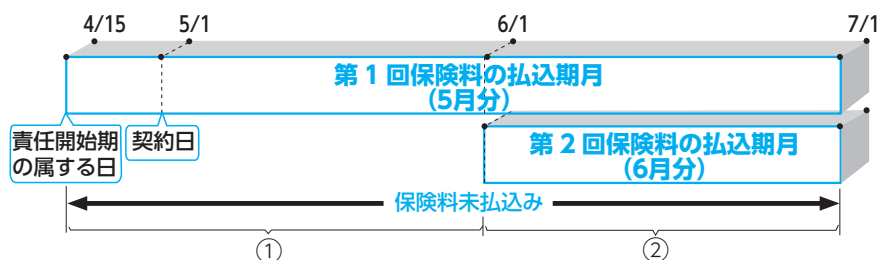 4/15 5/1 6/1 7/1
第1回保険料の払込期月
(5月分)
責任開始期
の属する日
契約日
第2回保険料の払込期月
(6月分)
保険料未払込み
① ②